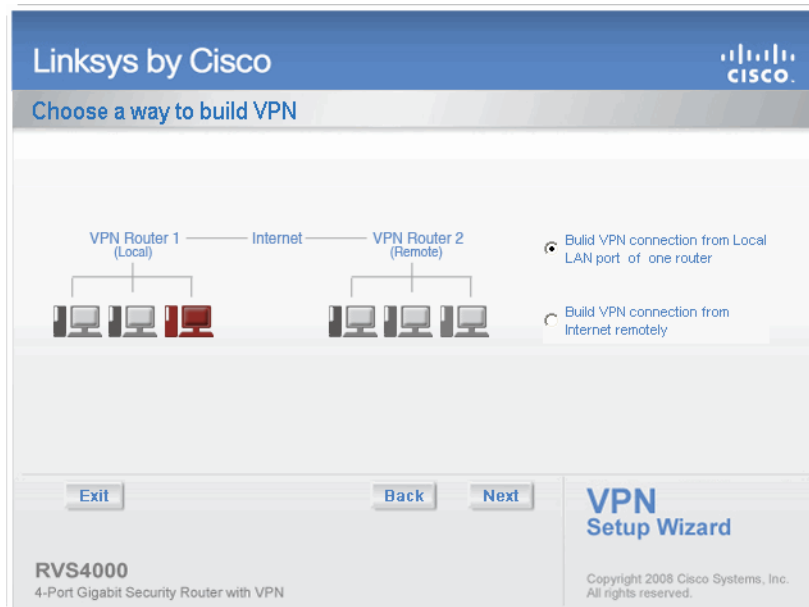 Linksys by Cisco
CISCO.
Choose a way to build VPN
VPN Router 1
(Local)
Internet
VPN Router 2
(Remote)
Bulid VPN connection from Local
LAN port of one router
Build VPN connection from
Internet remotely
Exit
Back
Next
VPN
Setup Wizard
RVS4000
4-Port Gigabit Security Router with VPN
Copyright 2008 Cisco Systems, Inc.
All rights reserved.